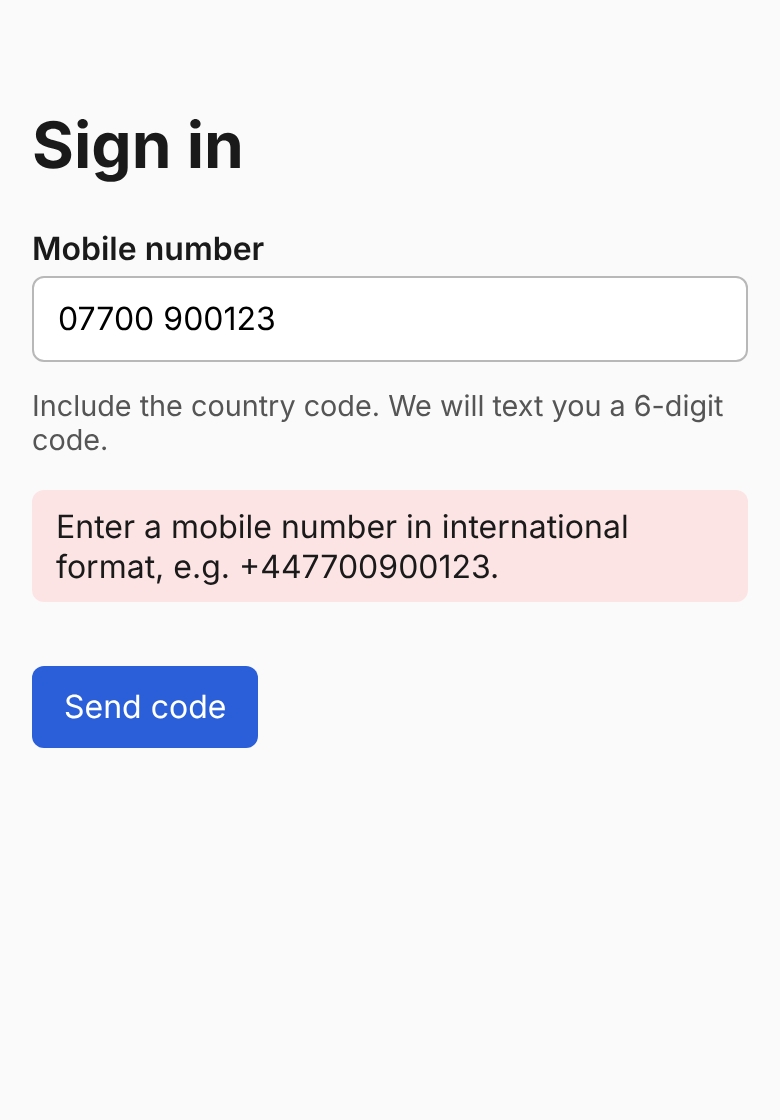 Sign in
Mobile number
07700 900123
Include the country code. We will text you a 6-digit
code.
Enter a mobile number in international
format, e.g. +447700900123.
Send code